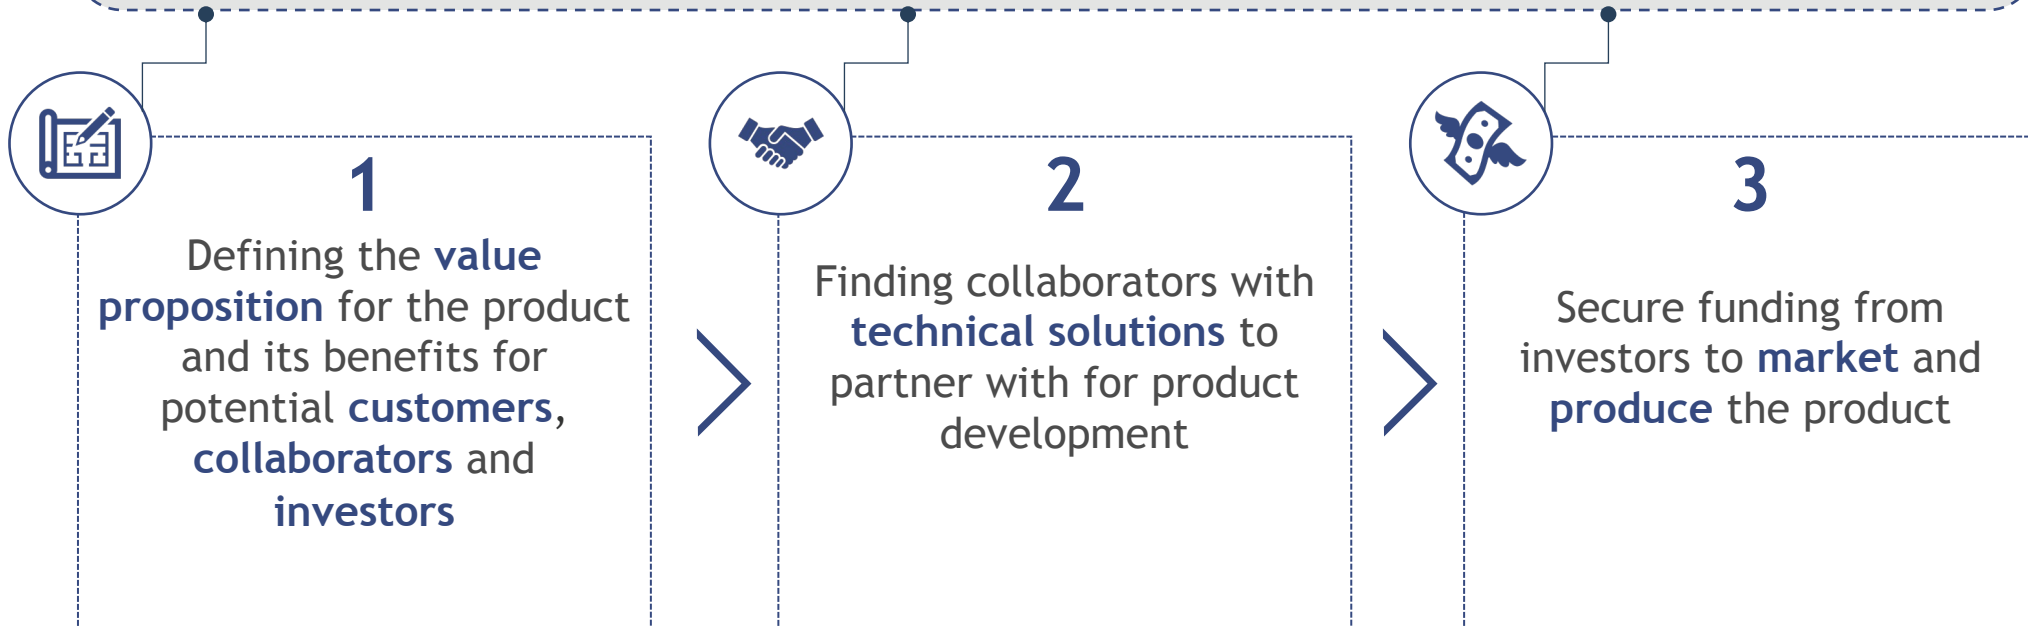 1
Defining the value
proposition for the product
and its benefits for
potential customers,
collaborators and
investors
2
Finding collaborators with
technical solutions to
partner with for product
development
3
Secure funding from
investors to market and
produce the product